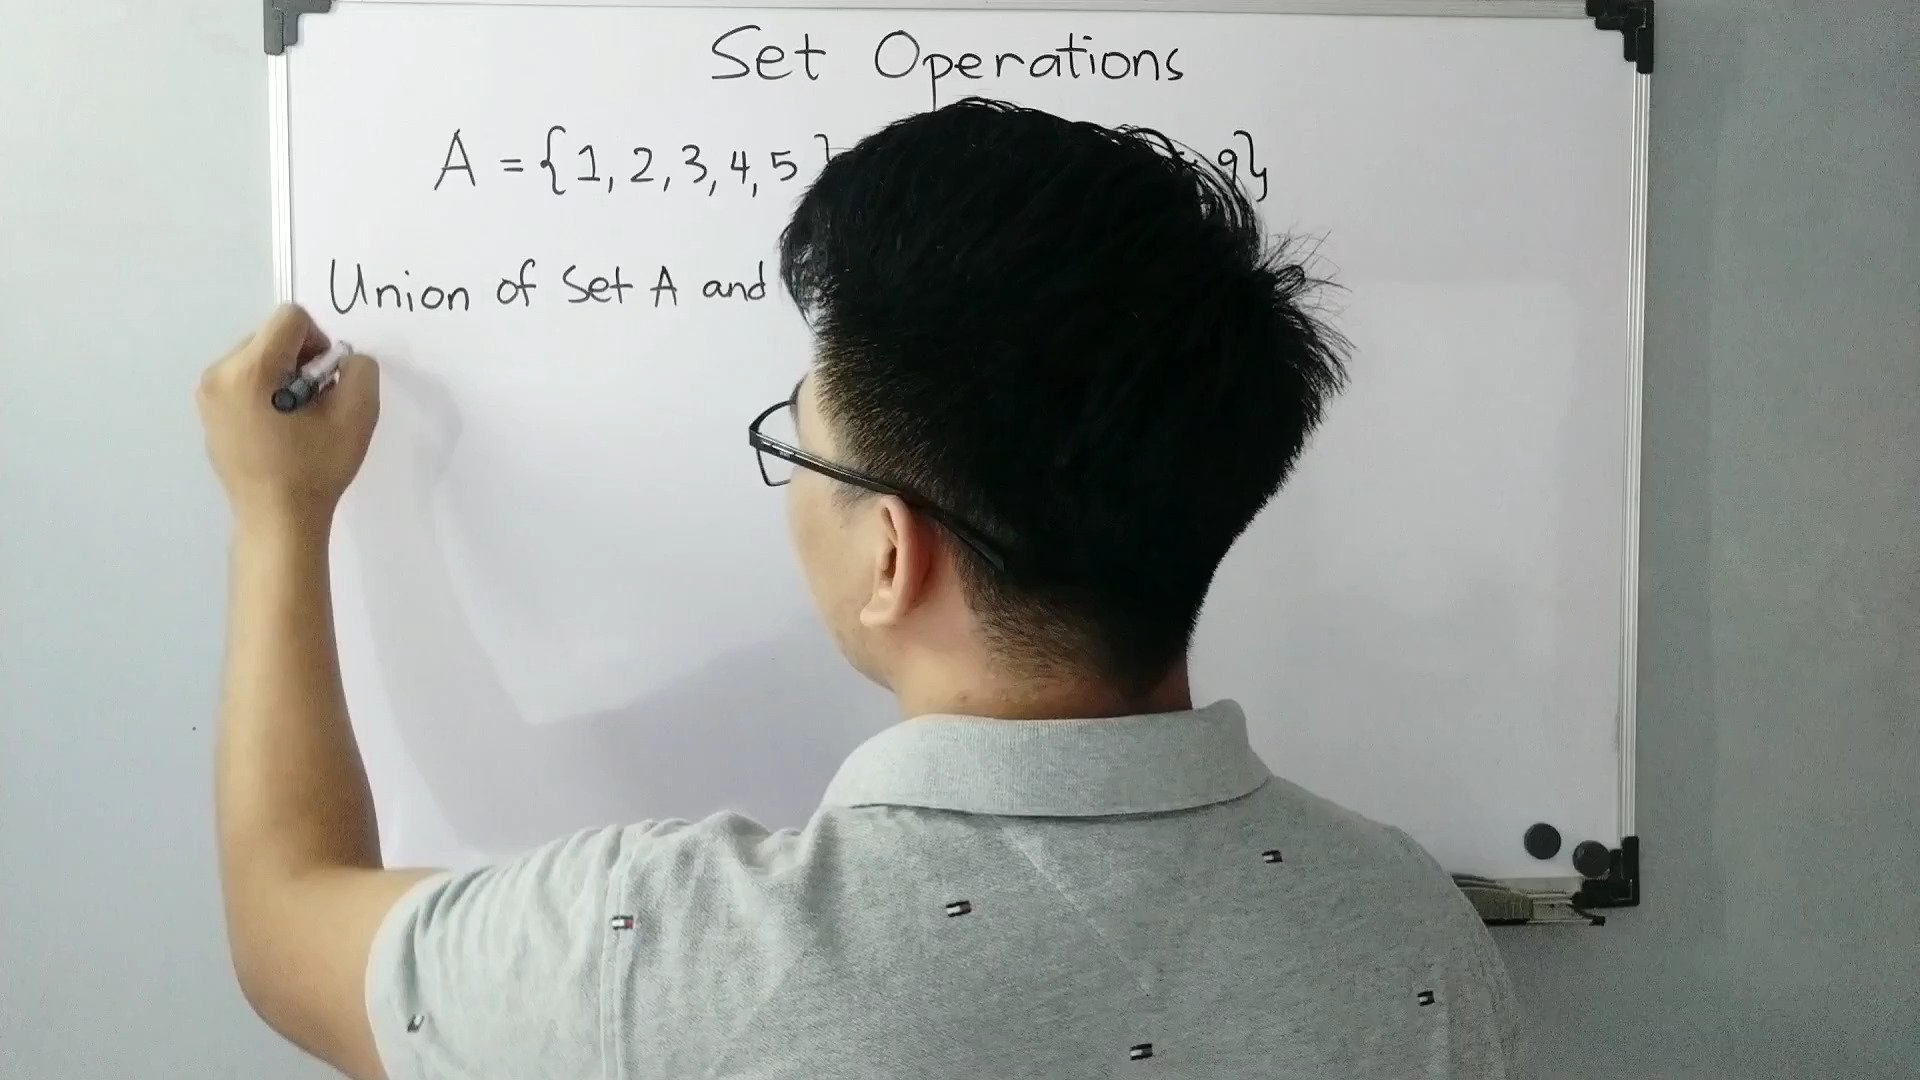 Set Operations
A = {1, 2, 3, 4, 5 } 9}
Union of Set A and